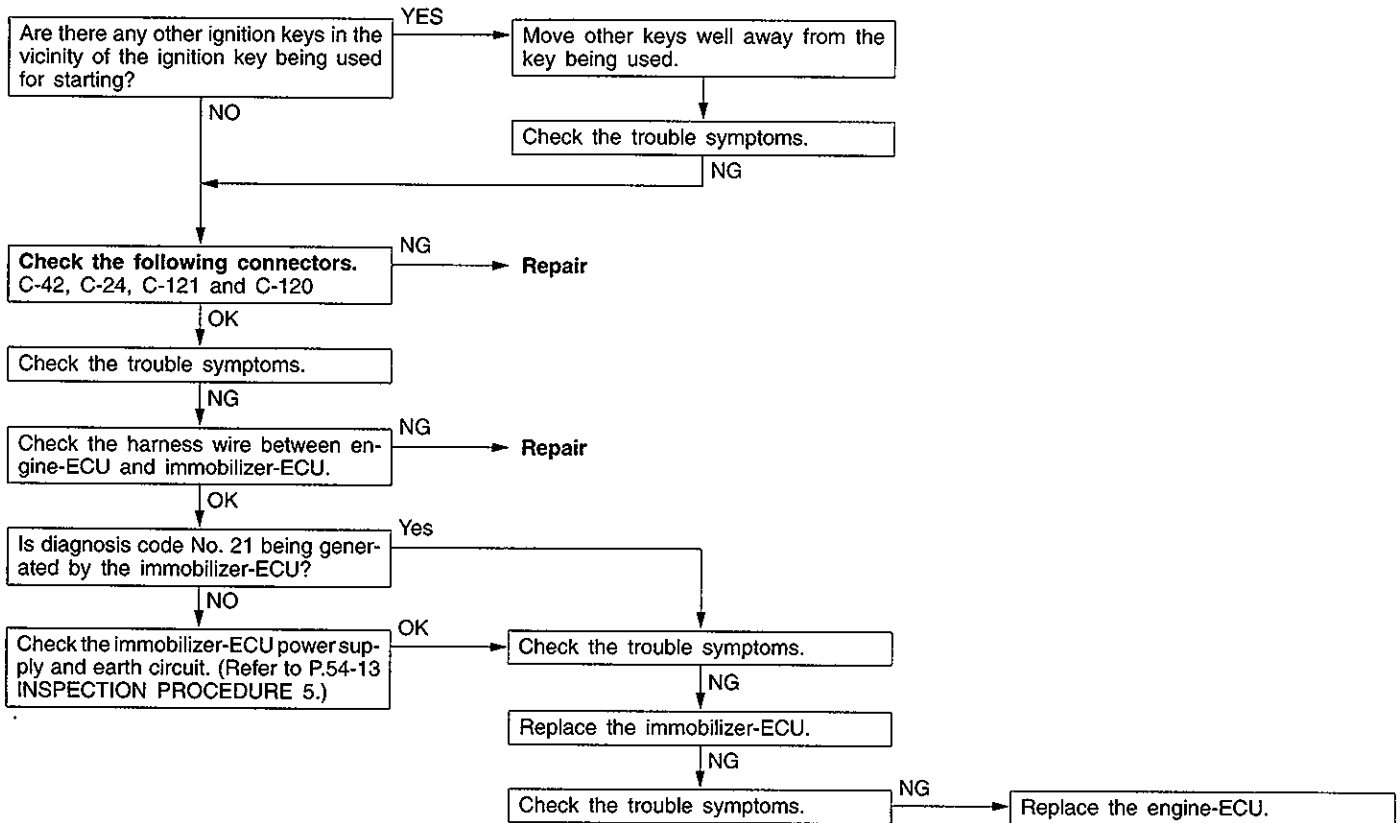 YES
Are there any other ignition keys in the
vicinity of the ignition key being used
for starting?
Move other keys well away from the
key being used.
NO
Check the trouble symptoms.
NG
Check the following connectors.
C-42, C-24, C-121 and C-120
NG
Repair
OK
Check the trouble symptoms.
NG
Check the harness wire between en-
gine-ECU and immobilizer-ECU.
NG
Repair
OK
Is diagnosis code No. 21 being gener-
ated by the immobilizer-ECU?
Yes
NO
Check the immobilizer-ECU power sup-
ply and earth circuit. (Refer to P.54-13
INSPECTION PROCEDURE 5.)
OK
Check the trouble symptoms.
NG
Replace the immobilizer-ECU.
NG
Check the trouble symptoms.
NG
Replace the engine-ECU.